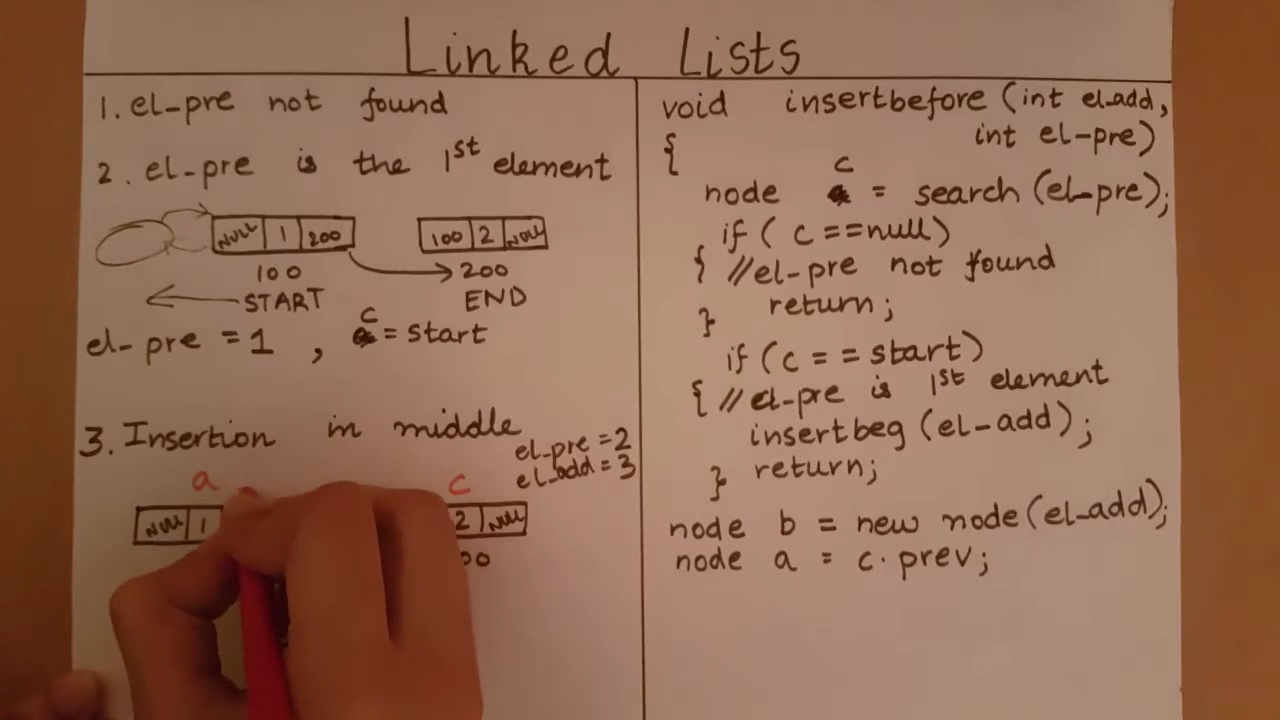 Linked Lists
1. el-pre not found
2. el-pre is the 1st element
NULL 1 200
100 2 NULL
100
200
START
END
el-pre = 1 , c = start
3. Insertion in middle
el-pre = 2
el-add = 3
a
c
NULL 1
2 NULL
00
void insertbefore (int el-add,
int el-pre)
{
c
node = search (el-pre);
if ( c ==null)
{ //el-pre not found
return;
}
if (c == start)
{ //el-pre is 1st element
insertbeg (el-add);
} return;
node b = new node(el-add);
node a = c.prev;